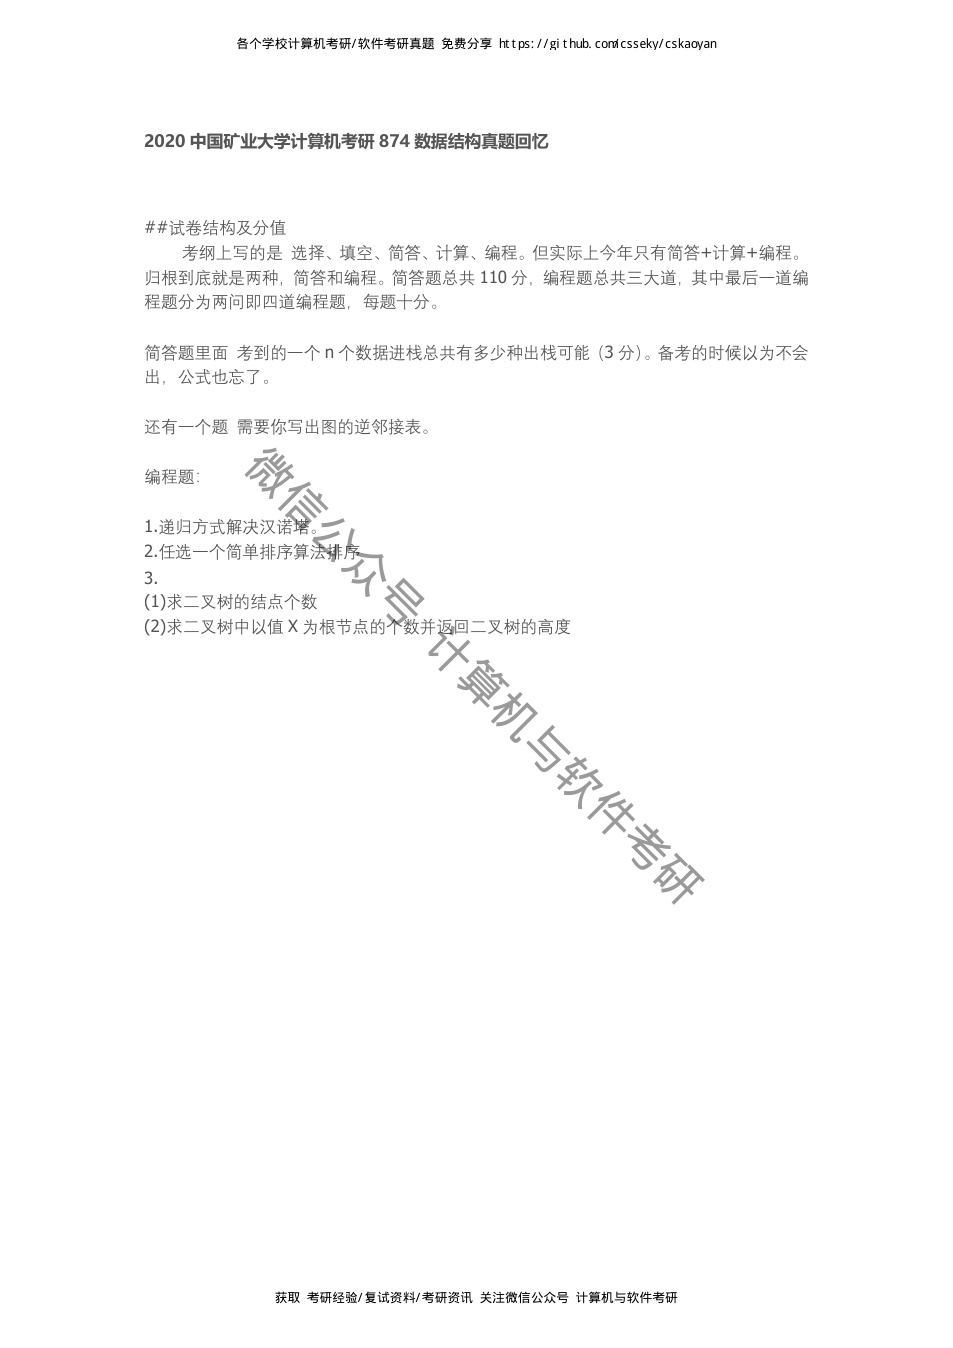 各个学校计算机考研/软件考研真题 免费分享 https://github.com/csseky/cskaoyan
2020 中国矿业大学计算机考研 874 数据结构真题回忆
##试卷结构及分值
考纲上写的是 选择、填空、简答、计算、编程。但实际上今年只有简答+计算+编程。
归根到底就是两种，简答和编程。简答题总共 110 分，编程题总共三大道，其中最后一道编
程题分为两问即四道编程题，每题十分。
简答题里面 考到的一个 n 个数据进栈总共有多少种出栈可能（3 分）。备考的时候以为不会
出，公式也忘了。
还有一个题 需要你写出图的逆邻接表。
编程题：
1.递归方式解决汉诺塔。
2.任选一个简单排序算法排序
3.
(1)求二叉树的结点个数
(2)求二叉树中以值 X 为根节点的个数并返回二叉树的高度
微信公众号 计算机与软件考研
获取 考研经验/复试资料/考研资讯 关注微信公众号 计算机与软件考研